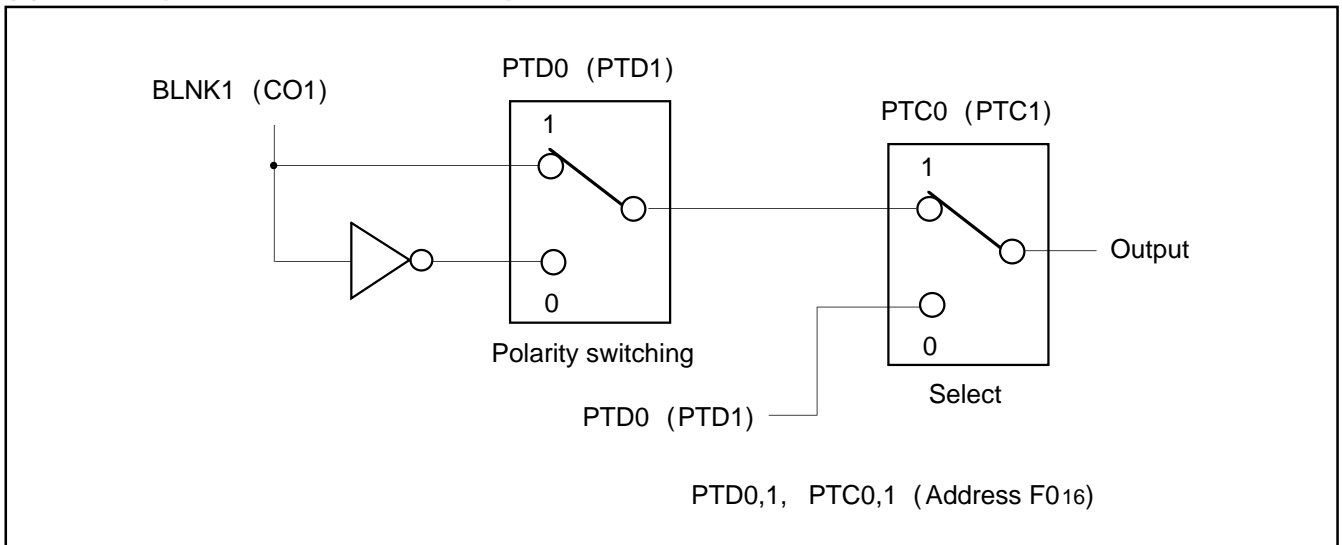 PTD0 (PTD1)
BLNK1 (CO1)
PTC0 (PTC1)
1
1
Output
0
0
Polarity switching
Select
PTD0 (PTD1)
PTD0,1, PTC0,1 (Address F016)